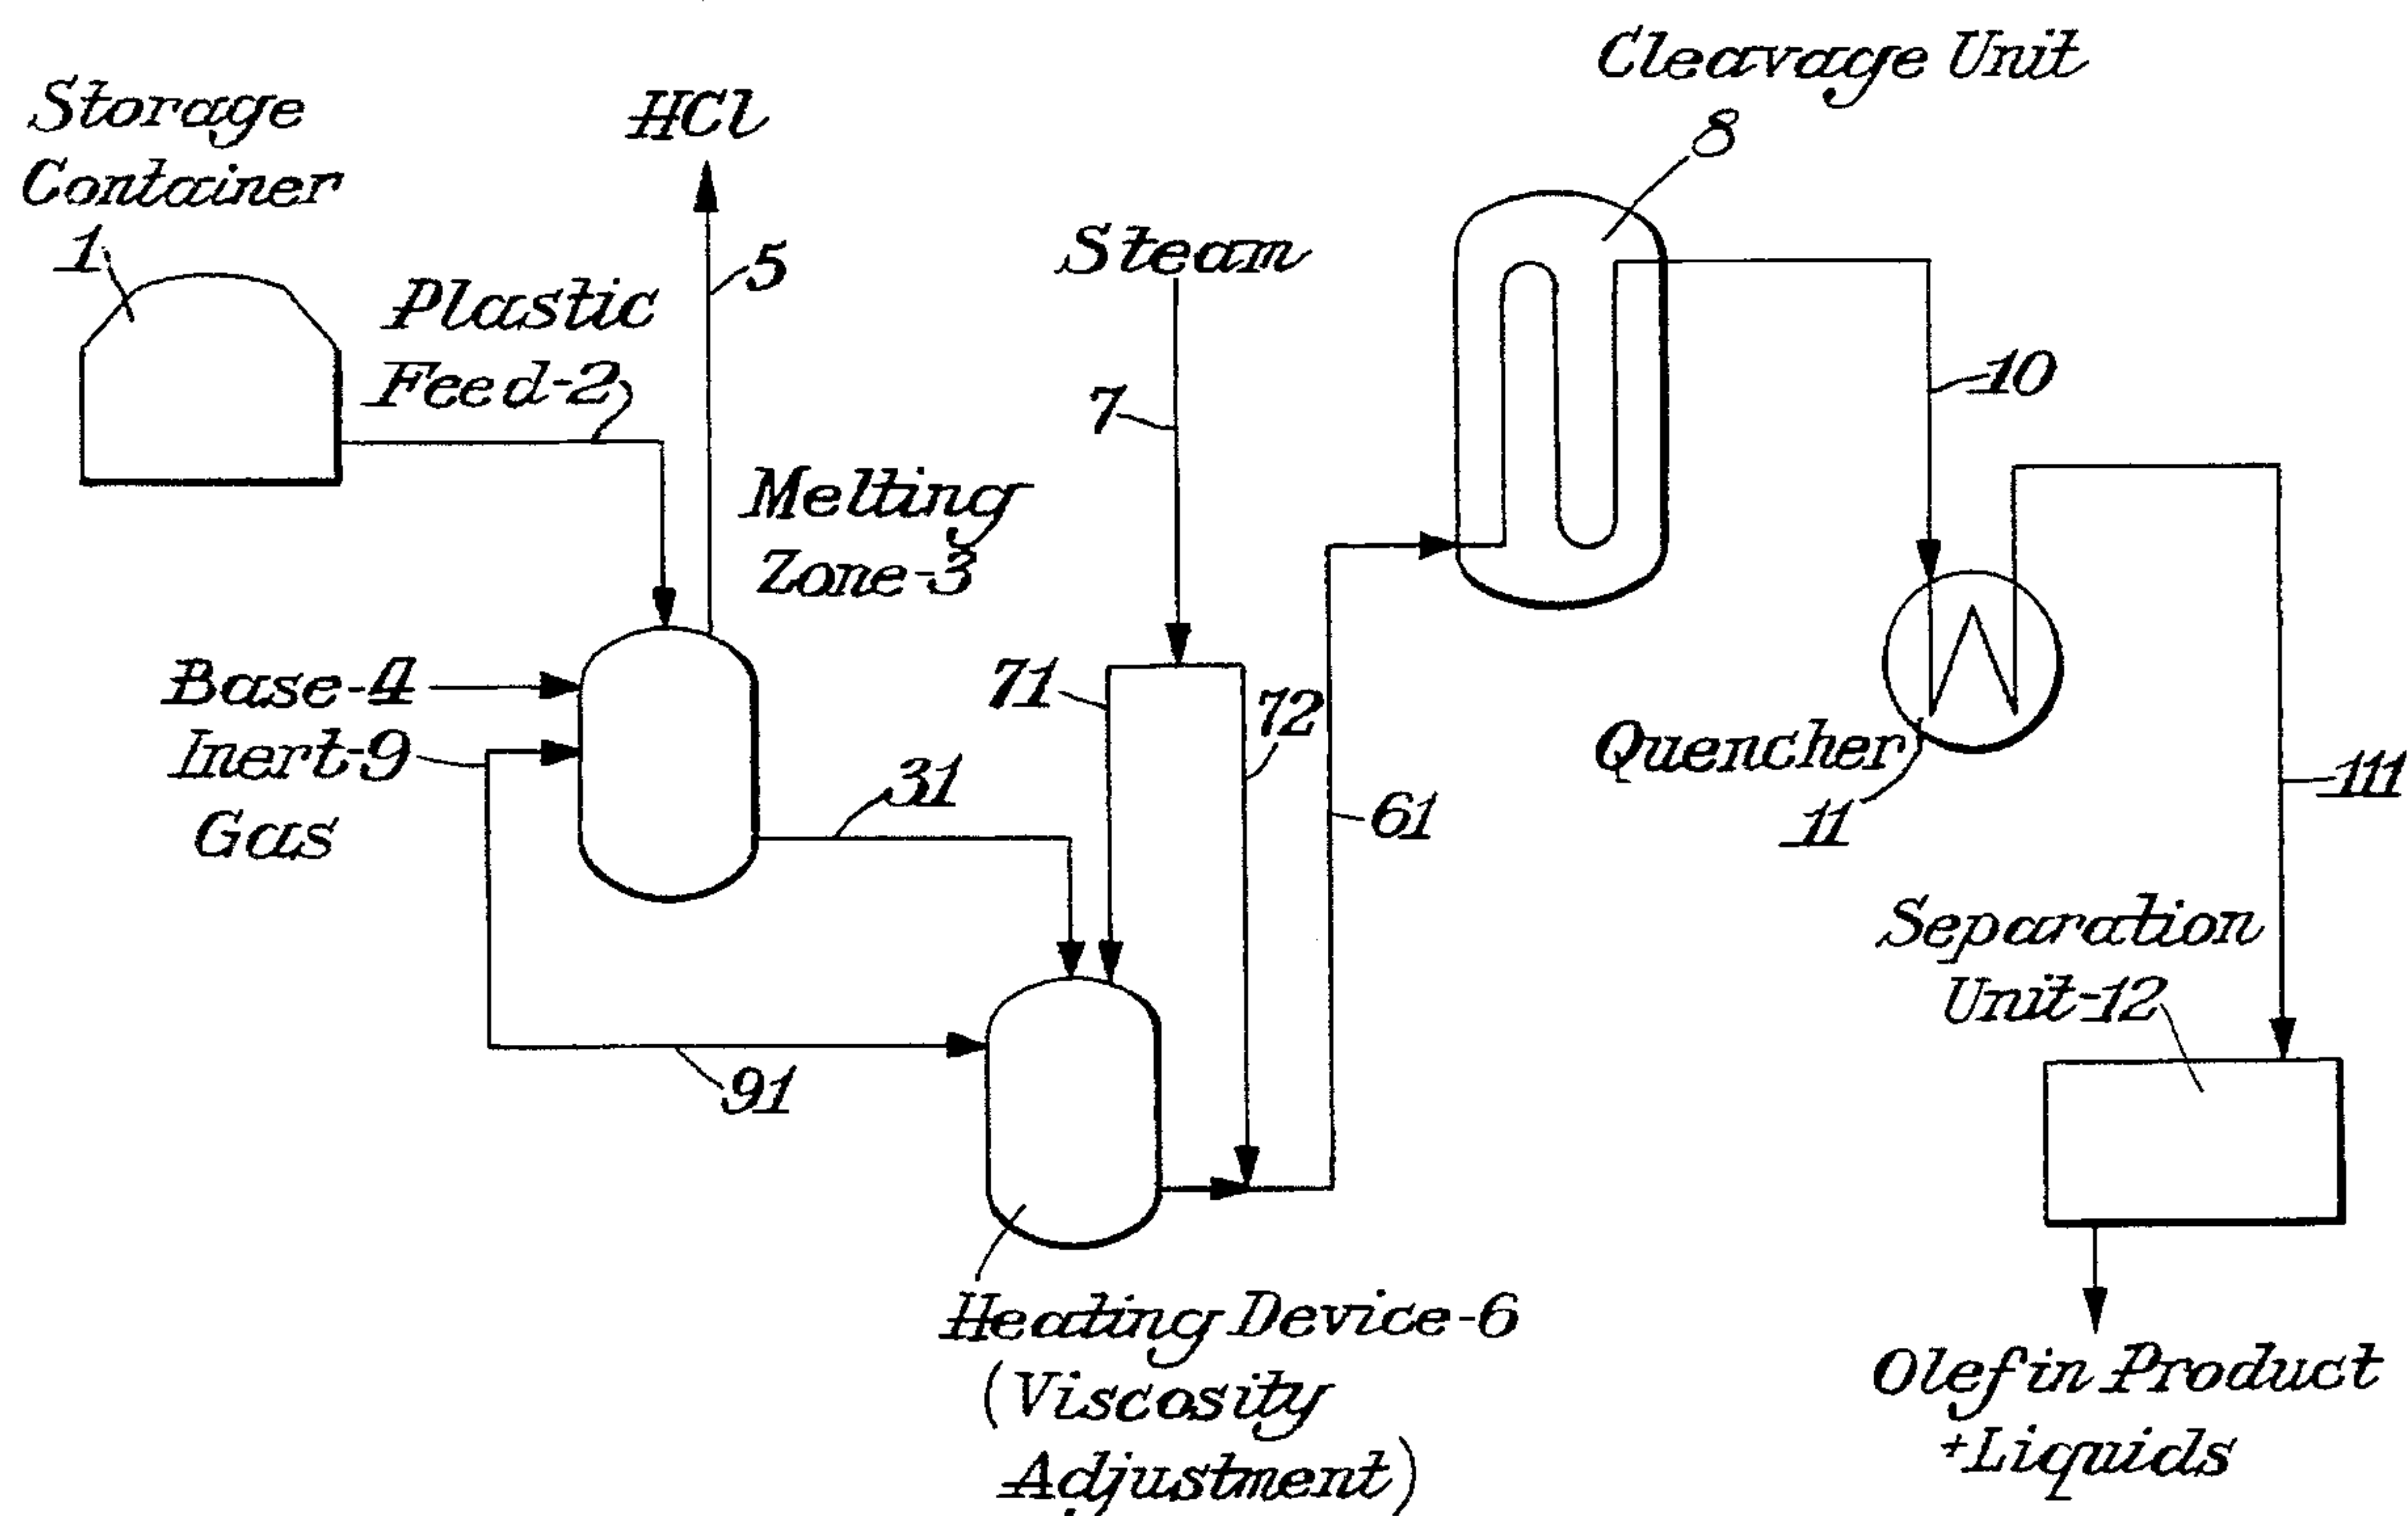 Storage
Container
1
HCl
5
Plastic
Feed-2
Melting
Zone-3
Base-4
Inert-9
Gas
31
91
Steam
7
71
72
61
Heating Device-6
(Viscosity
Adjustment)
Cleavage Unit
8
10
Quencher
11
111
Separation
Unit-12
Olefin Product
+Liquids